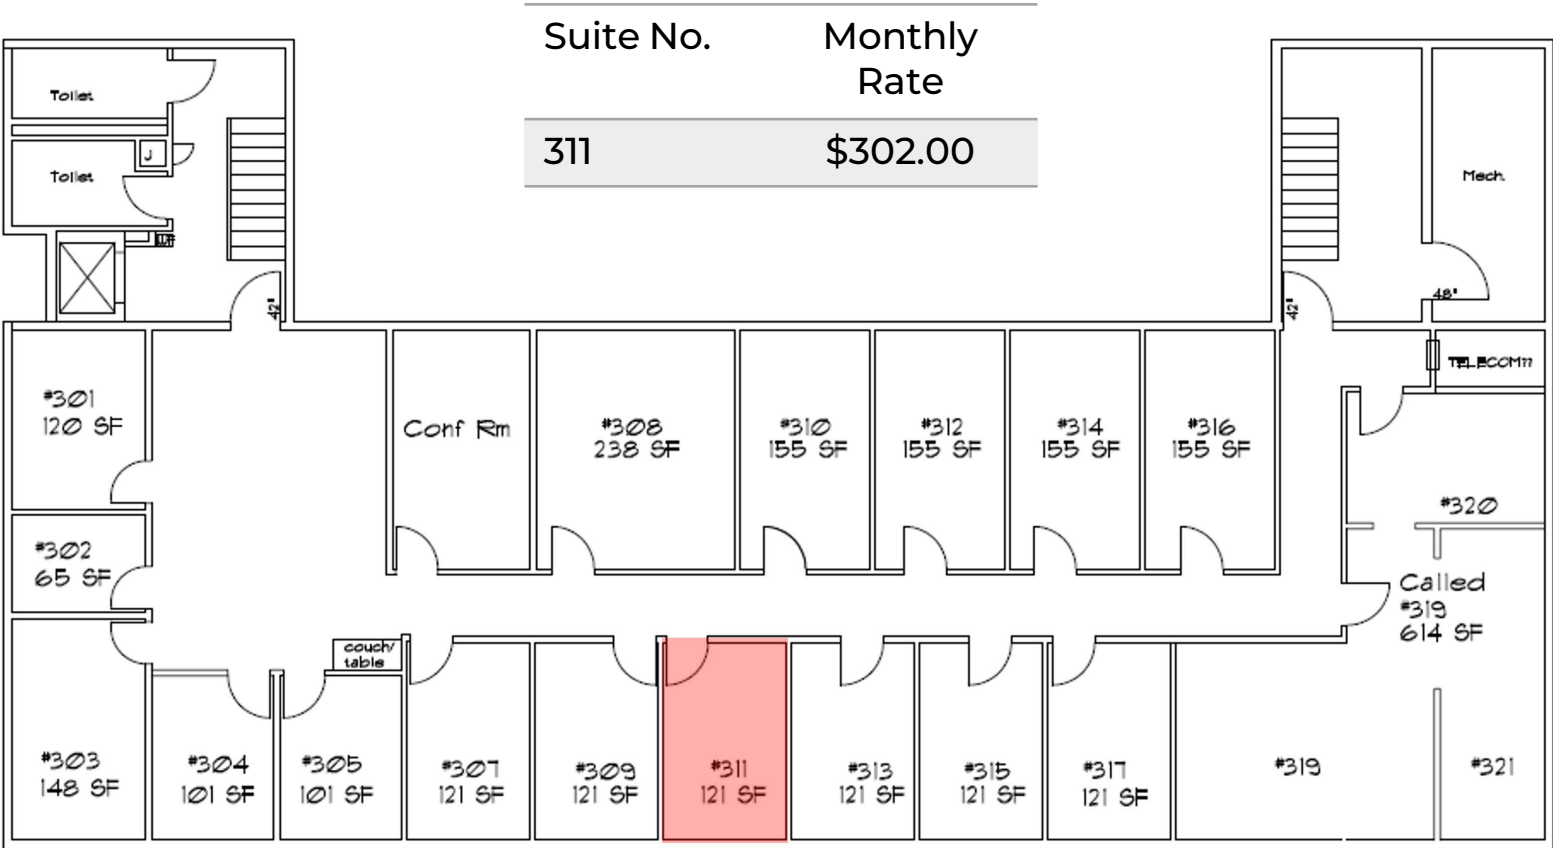 Suite No. Monthly
Rate
311 $302.00
Toilet
J
Toilet
Mech.
42"
42"
48"
TELECOM
#301
120 SF
Conf Rm
#308
238 SF
#310
155 SF
#312
155 SF
#314
155 SF
#316
155 SF
#320
#302
65 SF
Called
#319
614 SF
couch/
table
#303
148 SF
#304
101 SF
#305
101 SF
#307
121 SF
#309
121 SF
#311
121 SF
#313
121 SF
#315
121 SF
#317
121 SF
#319
#321